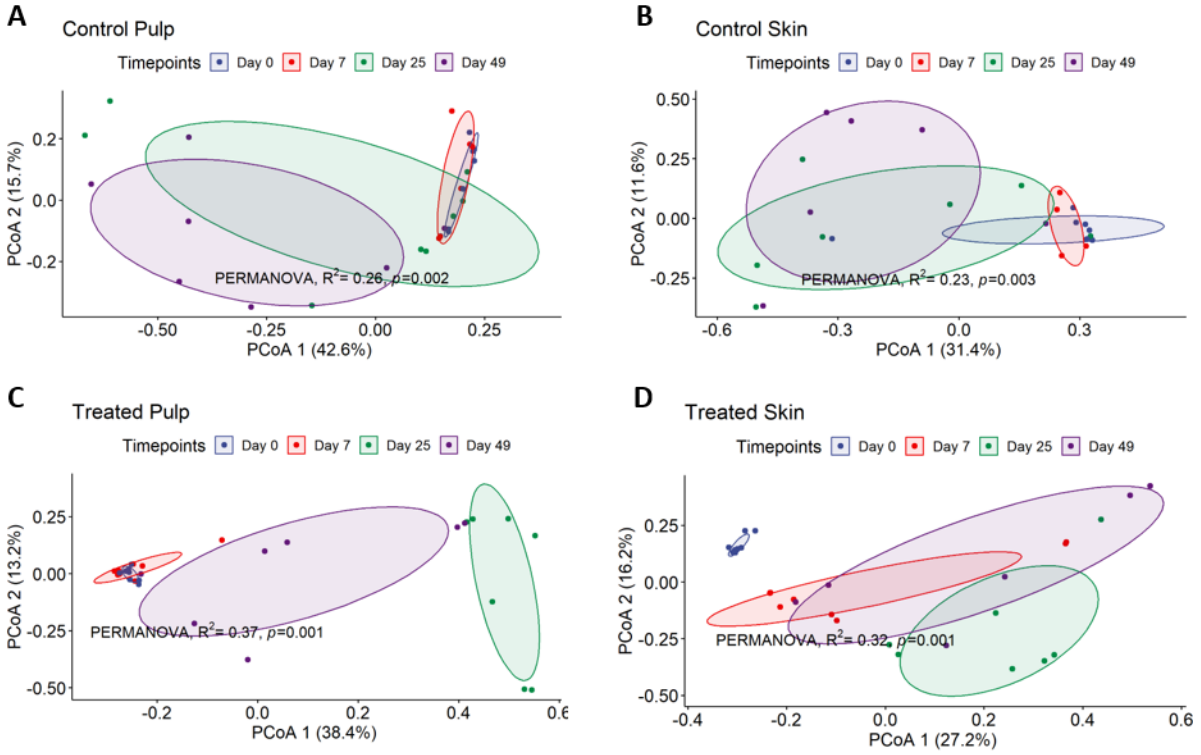 A
Control Pulp
Timepoints Day 0 Day 7 Day 25 Day 49
0.2
0.0
-0.2
PCoA 2 (15.7%)
PERMANOVA, R²= 0.26, p=0.002
-0.50 -0.25 0.00 0.25
PCoA 1 (42.6%)
B
Control Skin
Timepoints Day 0 Day 7 Day 25 Day 49
0.50
0.25
0.00
-0.25
PCoA 2 (11.6%)
PERMANOVA, R²= 0.23, p=0.003
-0.6 -0.3 0.0 0.3
PCoA 1 (31.4%)
C
Treated Pulp
Timepoints Day 0 Day 7 Day 25 Day 49
0.25
0.00
-0.25
-0.50
PCoA 2 (13.2%)
PERMANOVA, R²= 0.37, p=0.001
-0.2 0.0 0.2 0.4 0.6
PCoA 1 (38.4%)
D
Treated Skin
Timepoints Day 0 Day 7 Day 25 Day 49
0.25
0.00
-0.25
-0.50
PCoA 2 (16.2%)
PERMANOVA, R²= 0.32, p=0.001
-0.4 -0.2 0.0 0.2 0.4 0.6
PCoA 1 (27.2%)